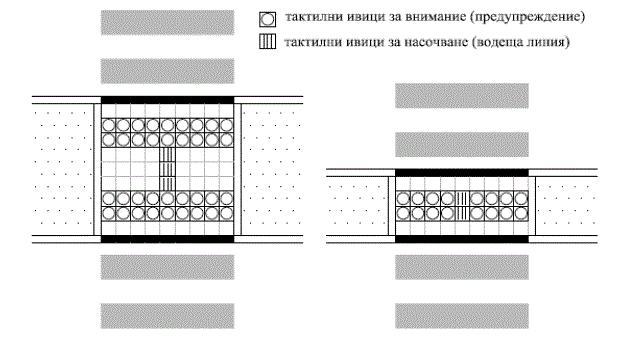 тактилни ивици за внимание (предупреждение)
тактилни ивици за насочване (водеща линия)